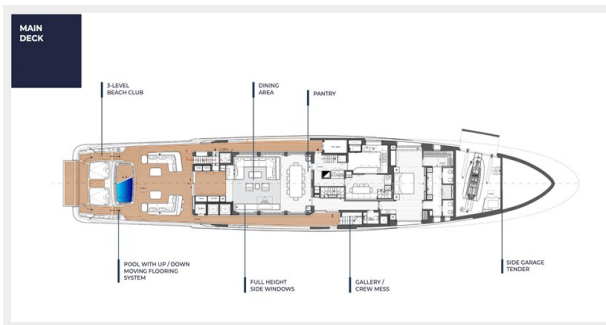 MAIN
DECK
3-LEVEL
BEACH CLUB
DINING
AREA
PANTRY
POOL WITH UP / DOWN
MOVING FLOORING
SYSTEM
FULL HEIGHT
SIDE WINDOWS
GALLERY /
CREW MESS
SIDE GARAGE
TENDER